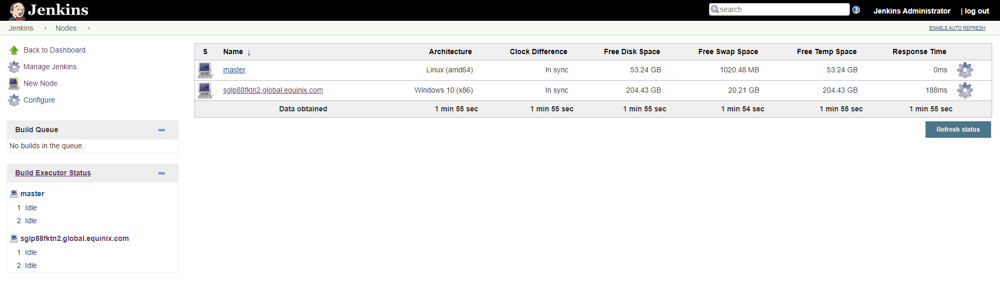 Jenkins
search
? Jenkins Administrator | log out
Jenkins Nodes
ENABLE AUTO REFRESH
Back to Dashboard
Manage Jenkins
New Node
Configure
Build Queue
No builds in the queue.
Build Executor Status
master
1 Idle
2 Idle
sglp88fktn2.global.equinix.com
1 Idle
2 Idle
S Name ↓ Architecture Clock Difference Free Disk Space Free Swap Space Free Temp Space Response Time
master Linux (amd64) In sync 53.24 GB 1020.48 MB 53.24 GB 0ms
sglp88fktn2.global.equinix.com Windows 10 (x86) In sync 204.43 GB 20.21 GB 204.43 GB 188ms
Data obtained 1 min 55 sec 1 min 55 sec 1 min 55 sec 1 min 54 sec 1 min 55 sec 1 min 55 sec
Refresh status